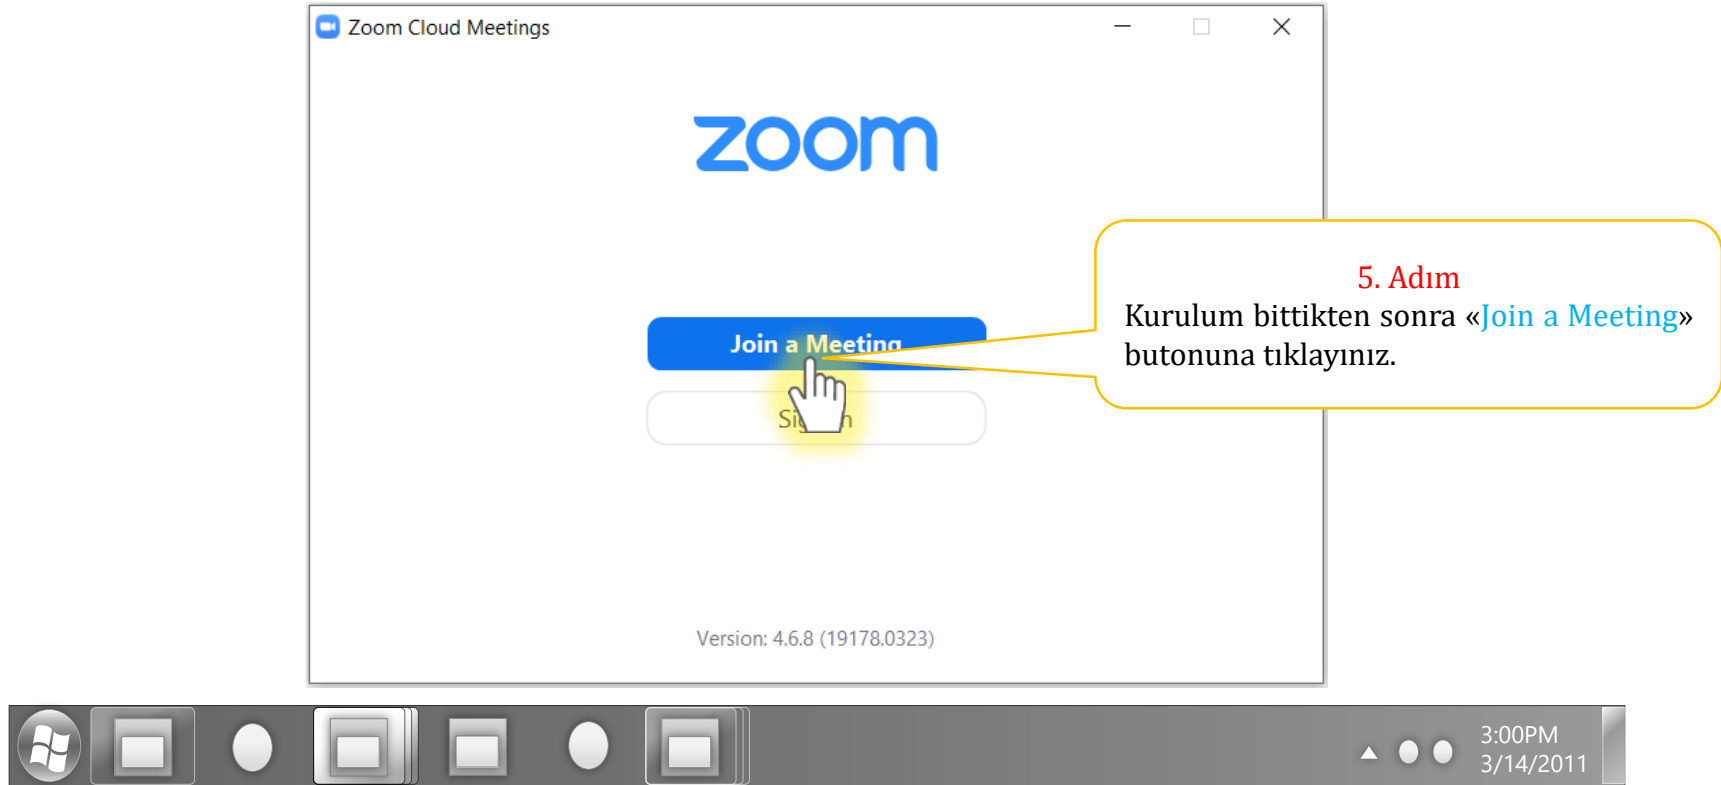 Zoom Cloud Meetings
zoom
5. Adım
Kurulum bittikten sonra «Join a Meeting»
butonuna tıklayınız.
Join a Meeting
Version: 4.6.8 (19178.0323)
3:00PM
3/14/2011